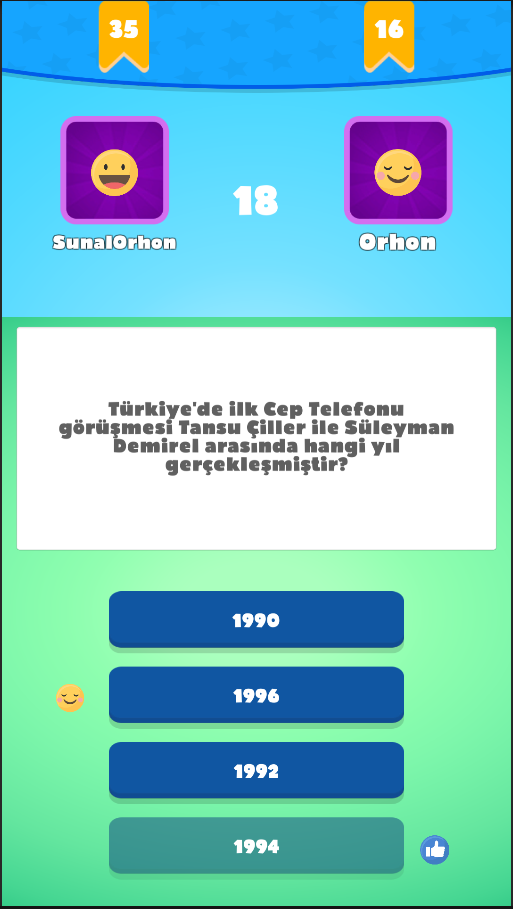 35
16
18
SunalOrhon
Orhon
Türkiye'de ilk Cep Telefonu
görüşmesi Tansu Çiller ile Süleyman
Demirel arasında hangi yıl
gerçekleşmiştir?
1990
1996
1992
1994